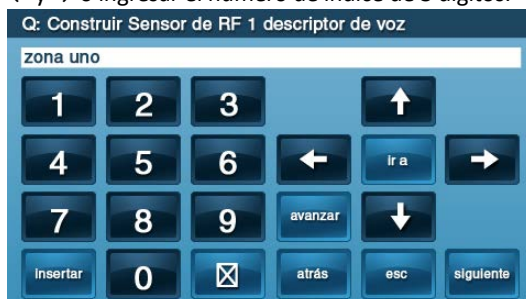 Q: Construir Sensor de RF 1 descriptor de voz
zona uno
1 2 3
4 5 6 ir a
7 8 9 avanzar
insertar 0 atrás esc siguiente